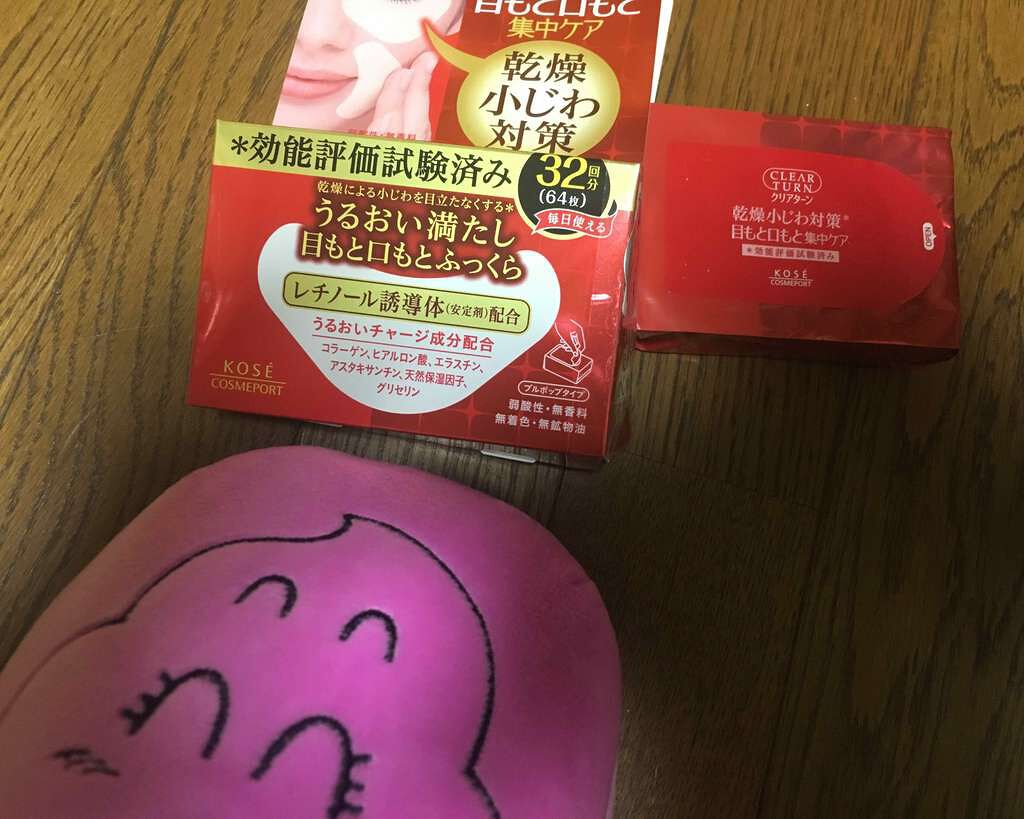 目もと口もと
集中ケア
乾燥
小じわ
対策
*効能評価試験済み
32回分
(64枚)
毎日使える
乾燥による小じわを目立たなくする*
うるおい満たし
目もと口もとふっくら
レチノール誘導体(安定剤)配合
うるおいチャージ成分配合
コラーゲン、ヒアルロン酸、エラスチン、
アスタキサンチン、天然保湿因子、
グリセリン
KOSÉ
COSMEPORT
プルポップタイプ
弱酸性・無香料
無着色・無鉱物油
CLEAR
TURN
クリアターン
乾燥小じわ対策*
目もと口もと集中ケア
*効能評価試験済み
KOSÉ
COSMEPORT
OPEN